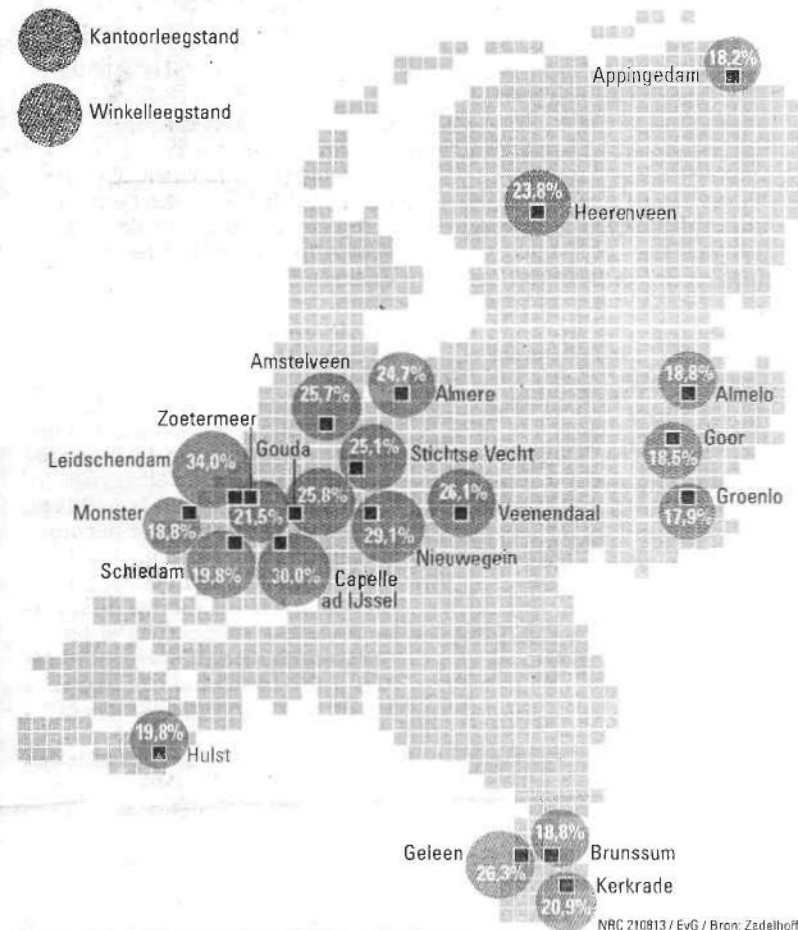 Kantoorleegstand
Winkelleegstand
18,2%
Appingedam
23,8%
Heerenveen
Amstelveen
25,7%
24,7%
Almere
18,8%
Almelo
Zoetermeer
Gouda
25,1%
Stichtse Vecht
Goor
18,5%
Leidschendam
34,0%
25,8%
26,1%
Veenendaal
Groenlo
17,9%
Monster
18,8%
21,5%
29,1%
Nieuwegein
Schiedam
19,8%
30,0%
Capelle
ad IJssel
19,8%
Hulst
18,8%
Geleen
26,3%
Brunssum
Kerkrade
20,9%
NRC 210813 / EvG / Bron: Zadelhoff